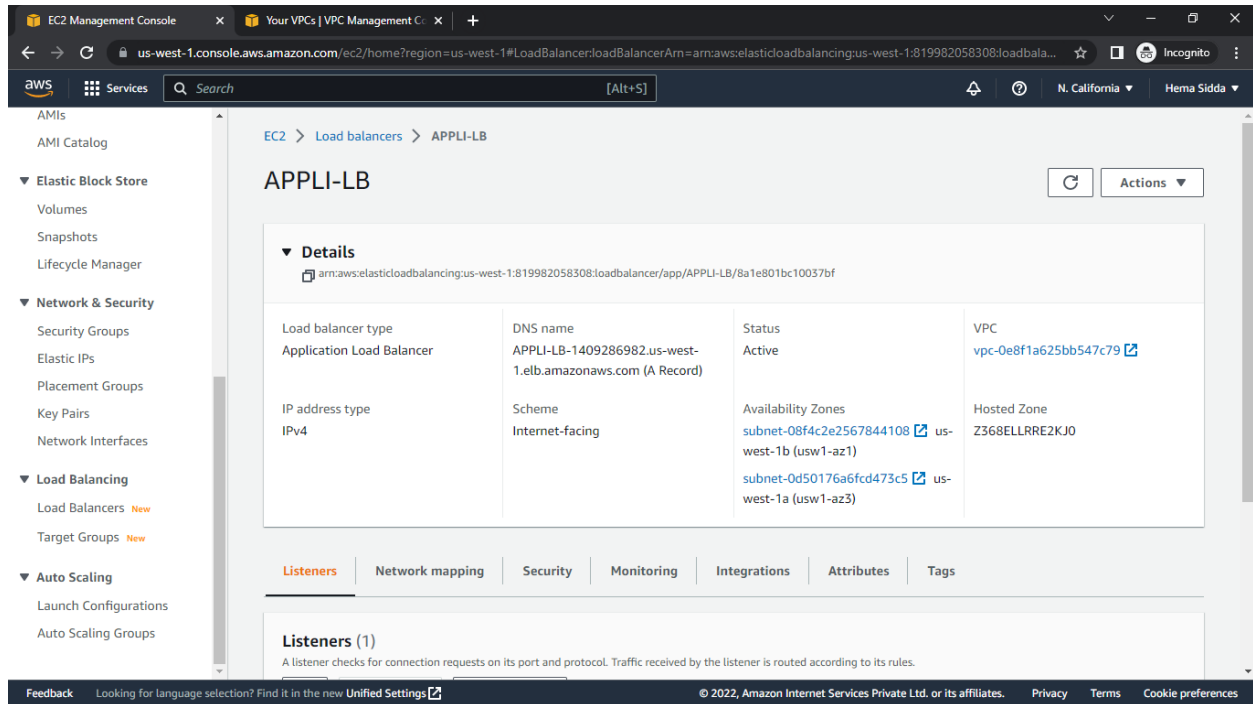 EC2 Management Console
Your VPCs | VPC Management Co
us-west-1.console.aws.amazon.com/ec2/home?region=us-west-1#LoadBalancer:loadBalancerArn=arn:aws:elasticloadbalancing:us-west-1:819982058308:loadbala...
Incognito
aws
Services
Search
[Alt+S]
N. California
Hema Sidda
AMIs
AMI Catalog
Elastic Block Store
Volumes
Snapshots
Lifecycle Manager
Network & Security
Security Groups
Elastic IPs
Placement Groups
Key Pairs
Network Interfaces
Load Balancing
Load Balancers New
Target Groups New
Auto Scaling
Launch Configurations
Auto Scaling Groups
EC2 > Load balancers > APPLI-LB
APPLI-LB
Actions
Details
arn:aws:elasticloadbalancing:us-west-1:819982058308:loadbalancer/app/APPLI-LB/8a1e801bc10037bf
Load balancer type
Application Load Balancer
DNS name
APPLI-LB-1409286982.us-west-
1.elb.amazonaws.com (A Record)
Status
Active
VPC
vpc-0e8f1a625bb547c79
IP address type
IPv4
Scheme
Internet-facing
Availability Zones
subnet-08f4c2e2567844108 us-
west-1b (usw1-az1)
subnet-0d50176a6fcd473c5 us-
west-1a (usw1-az3)
Hosted Zone
Z368ELLRRE2KJ0
Listeners
Network mapping
Security
Monitoring
Integrations
Attributes
Tags
Listeners (1)
A listener checks for connection requests on its port and protocol. Traffic received by the listener is routed according to its rules.
Feedback
Looking for language selection? Find it in the new Unified Settings
© 2022, Amazon Internet Services Private Ltd. or its affiliates.
Privacy
Terms
Cookie preferences